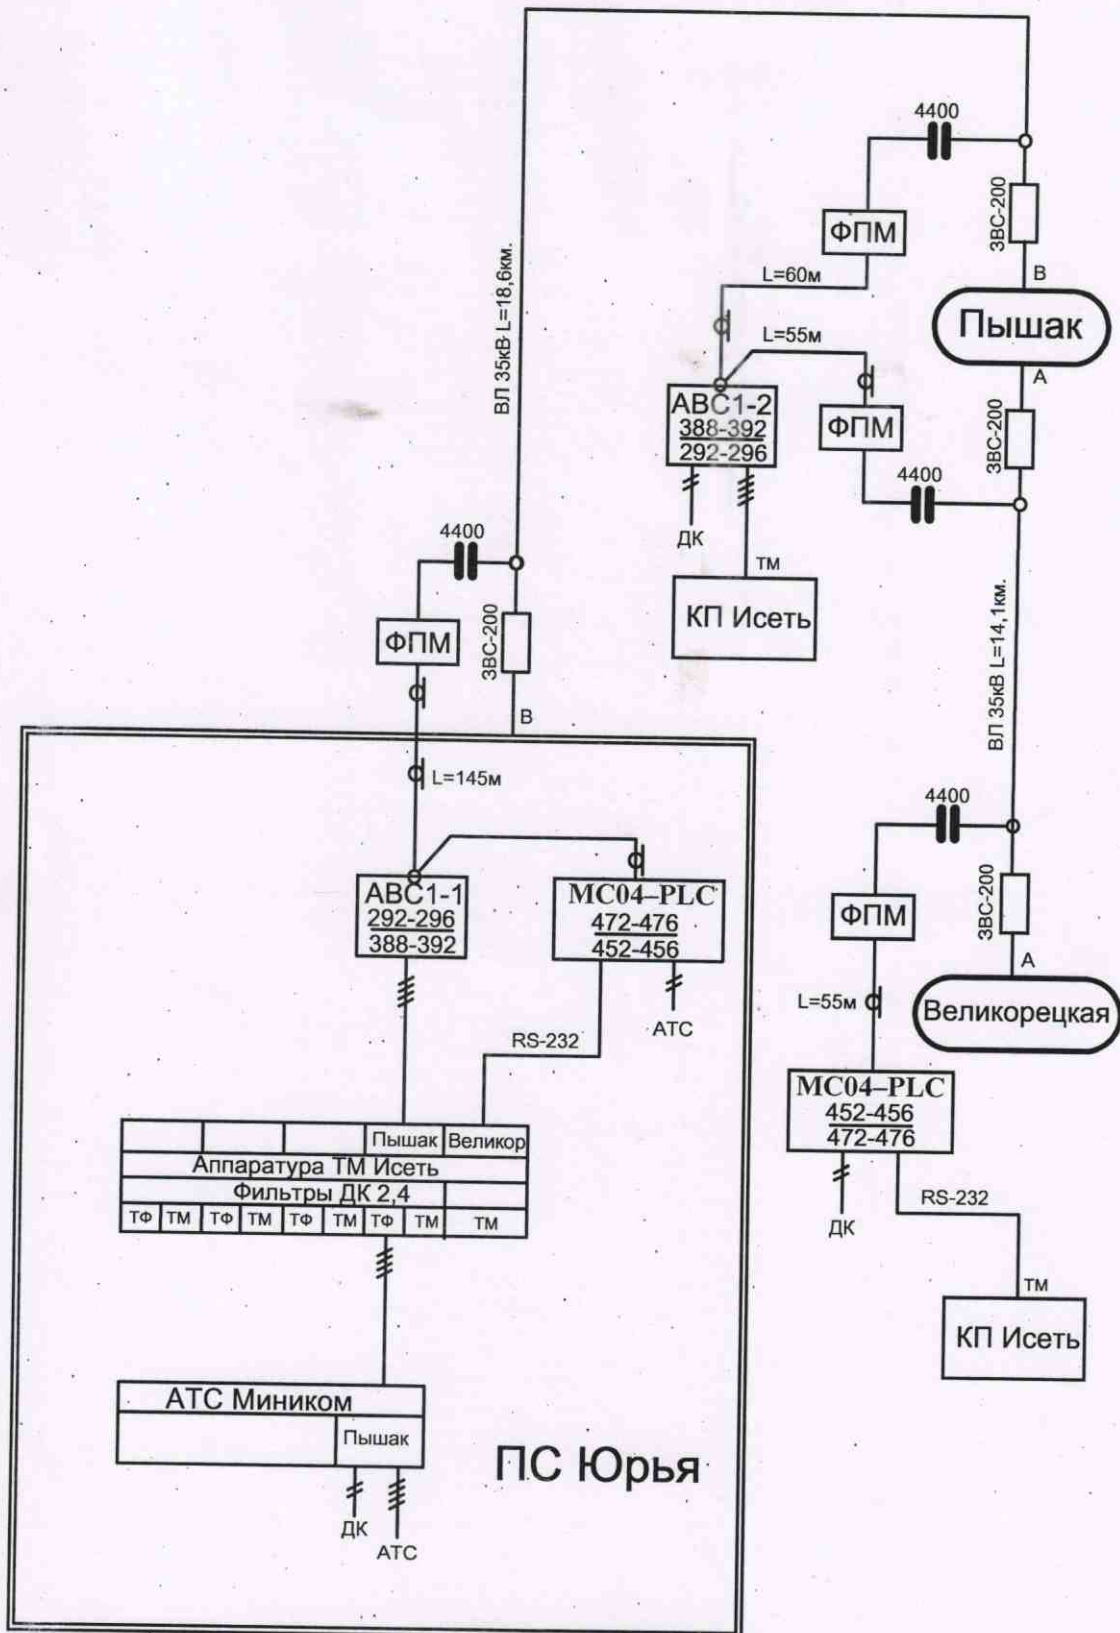 4400
ЗВС-200
ФПМ
В
L=60м
Пышак
ВЛ 35кВ L=18,6км.
L=55м
А
АВС1-2
388-392
292-296
ФПМ
ЗВС-200
4400
ДК
ТМ
КП Исеть
4400
ФПМ
ЗВС-200
В
ВЛ 35кВ L=14,1км.
L=145м
4400
АВС1-1
292-296
388-392
МС04–PLC
472-476
452-456
ФПМ
ЗВС-200
А
L=55м
Великорецкая
АТС
RS-232
МС04–PLC
452-456
472-476
Пышак Великор
Аппаратура ТМ Исеть
Фильтры ДК 2,4
ТФ ТМ ТФ ТМ ТФ ТМ ТФ ТМ ТМ
ДК
RS-232
ТМ
КП Исеть
АТС Миником
Пышак
ПС Юрья
ДК
АТС